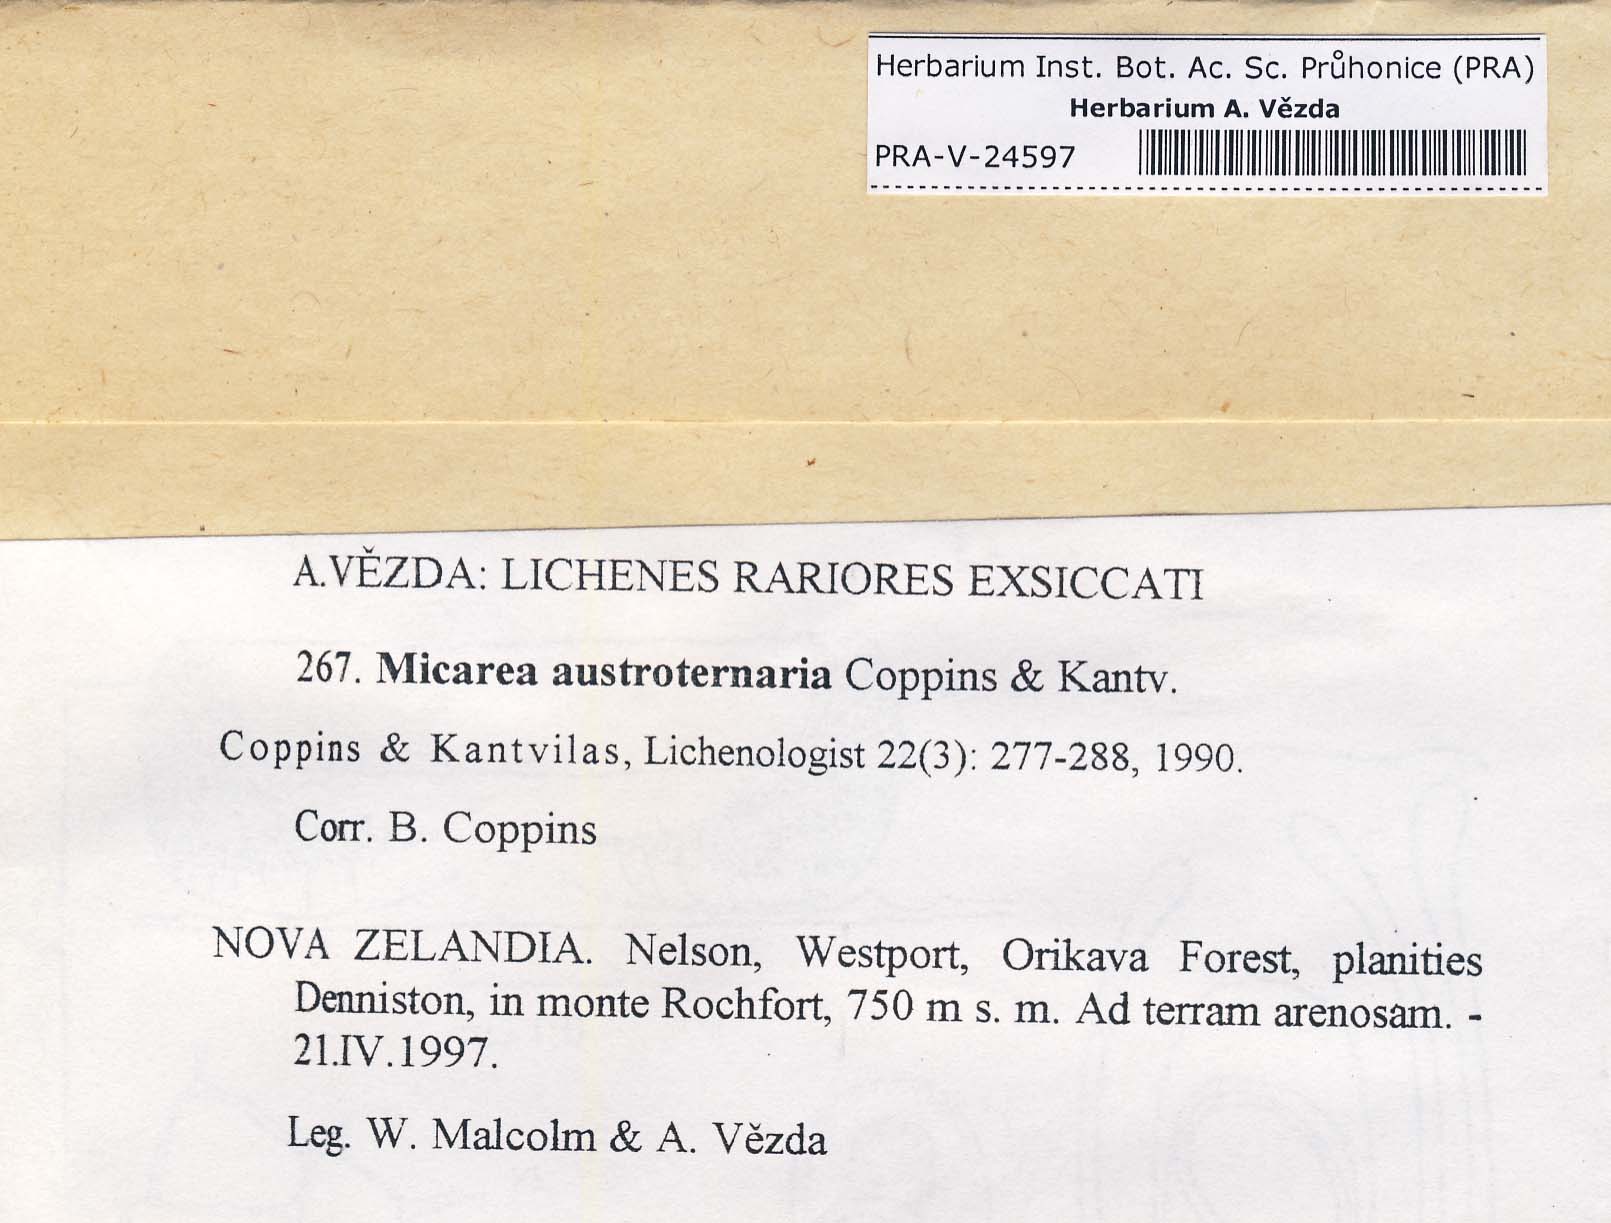 Herbarium Inst. Bot. Ac. Sc. Průhonice (PRA)
Herbarium A. Vězda
PRA-V-24597
A.VĚZDA: LICHENES RARIORES EXSICCATI
267. Micarea austroternaria Coppins & Kantv.
Coppins & Kantvilas, Lichenologist 22(3): 277-288, 1990.
Corr. B. Coppins
NOVA ZELANDIA. Nelson, Westport, Orikava Forest, planities
Denniston, in monte Rochfort, 750 m s. m. Ad terram arenosam. -
21.IV.1997.
Leg. W. Malcolm & A. Vězda